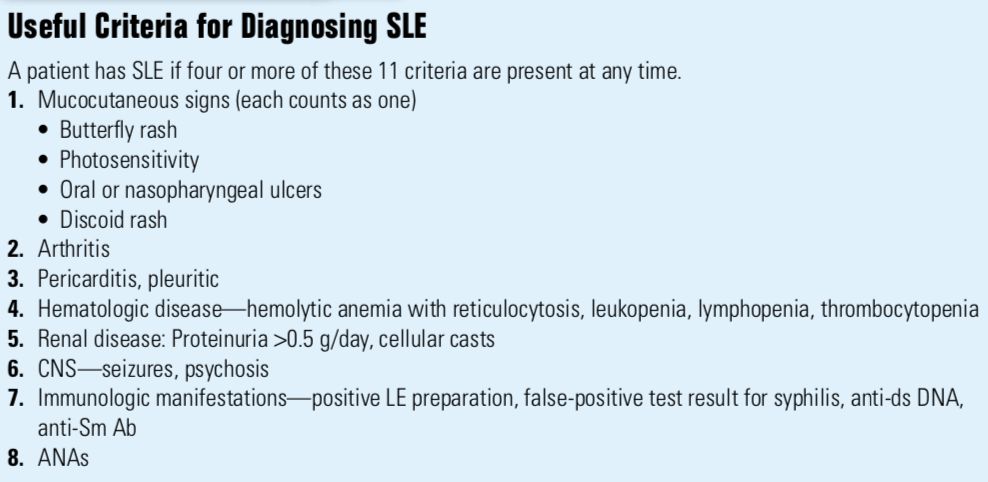 Useful Criteria for Diagnosing SLE
A patient has SLE if four or more of these 11 criteria are present at any time.
1. Mucocutaneous signs (each counts as one)
• Butterfly rash
• Photosensitivity
• Oral or nasopharyngeal ulcers
• Discoid rash
2. Arthritis
3. Pericarditis, pleuritic
4. Hematologic disease—hemolytic anemia with reticulocytosis, leukopenia, lymphopenia, thrombocytopenia
5. Renal disease: Proteinuria >0.5 g/day, cellular casts
6. CNS—seizures, psychosis
7. Immunologic manifestations—positive LE preparation, false-positive test result for syphilis, anti-ds DNA,
anti-Sm Ab
8. ANAs